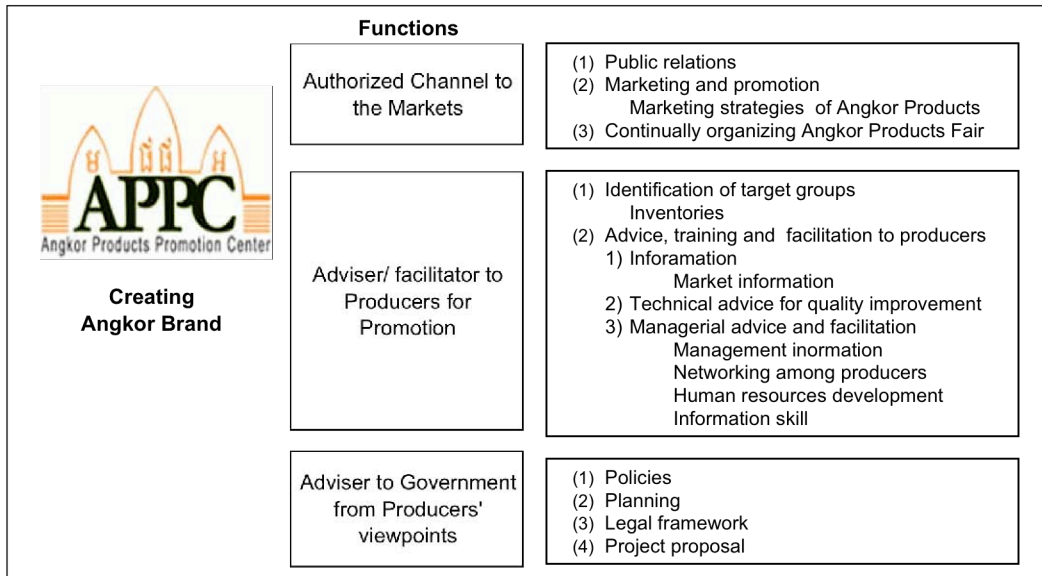 Functions
ម ផ ផ អ
APPC
Angkor Products Promotion Center
Creating
Angkor Brand
Authorized Channel to
the Markets
(1) Public relations
(2) Marketing and promotion
Marketing strategies of Angkor Products
(3) Continually organizing Angkor Products Fair
Adviser/ facilitator to
Producers for
Promotion
(1) Identification of target groups
Inventories
(2) Advice, training and facilitation to producers
1) Inforamation
Market information
2) Technical advice for quality improvement
3) Managerial advice and facilitation
Management inormation
Networking among producers
Human resources development
Information skill
Adviser to Government
from Producers'
viewpoints
(1) Policies
(2) Planning
(3) Legal framework
(4) Project proposal